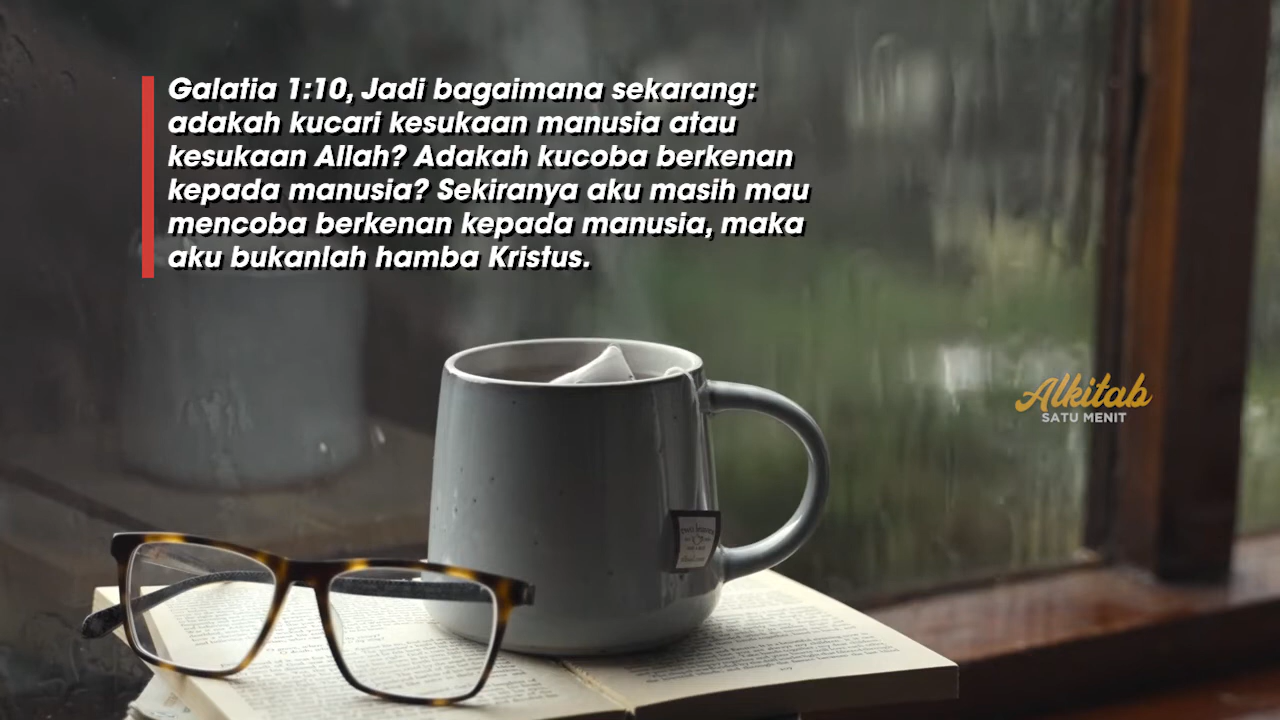 Galatia 1:10, Jadi bagaimana sekarang:
adakah kucari kesukaan manusia atau
kesukaan Allah? Adakah kucoba berkenan
kepada manusia? Sekiranya aku masih mau
mencoba berkenan kepada manusia, maka
aku bukanlah hamba Kristus.
Alkitab
SATU MENIT